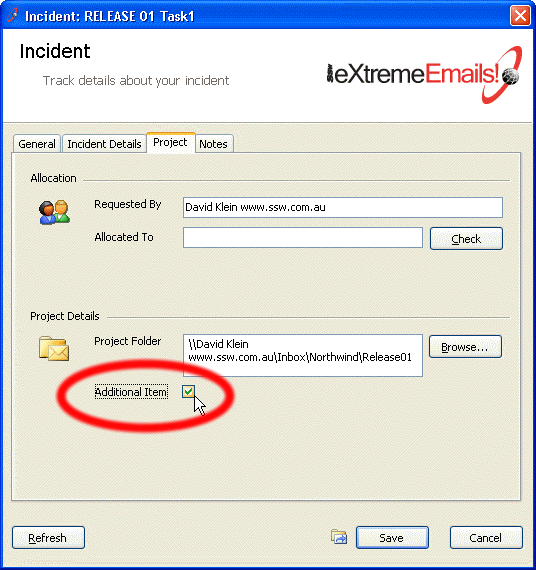 Incident: RELEASE 01 Task1
Incident
Track details about your incident
eXtremeEmails!
General
Incident Details
Project
Notes
Allocation
Requested By
David Klein www.ssw.com.au
Allocated To
Check
Project Details
Project Folder
\\David Klein
www.ssw.com.au\Inbox\Northwind\Release01
Browse...
Additional Item
Refresh
Save
Cancel